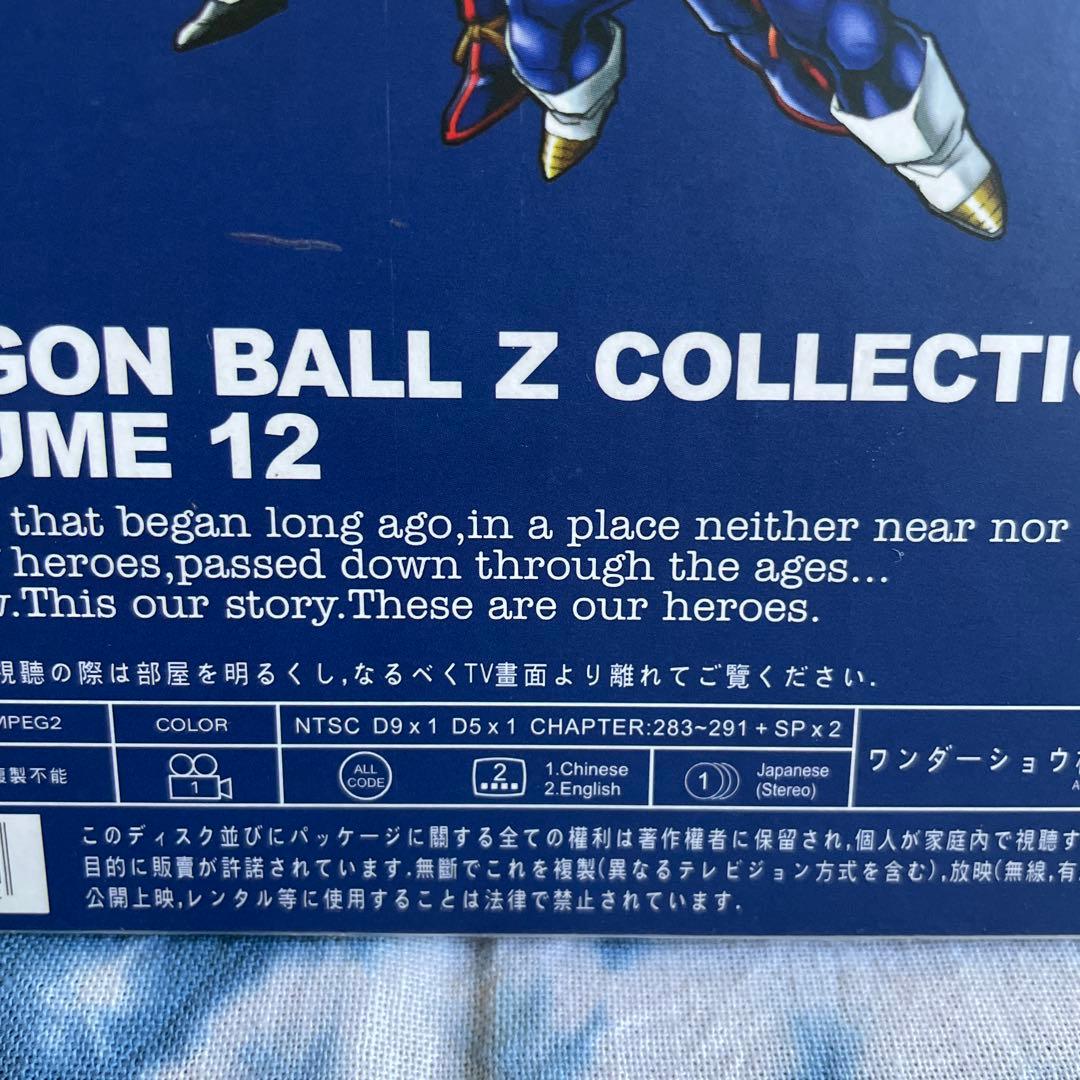 GON BALL Z COLLECTI
UME 12
that began long ago,in a place neither near nor
heroes,passed down through the ages...
.This our story.These are our heroes.
視聽の際は部屋を明るくし,なるべくTV畫面より離れてご覽ください.
MPEG2
COLOR
NTSC D9 x 1 D5 x 1 CHAPTER:283~291 + SP x 2
ワンダーショウ
複製不能
1
ALL
CODE
2
1.Chinese
2.English
1
Japanese
(Stereo)
このディスク並びにパッケージに關する全ての權利は著作權者に保留され,個人が家庭內で視聽す
目的に販賣が許諾されています.無斷でこれを複製(異なるテレビジョン方式を含む),放映(無線,有
公開上映,レンタル等に使用することは法律で禁止されています.